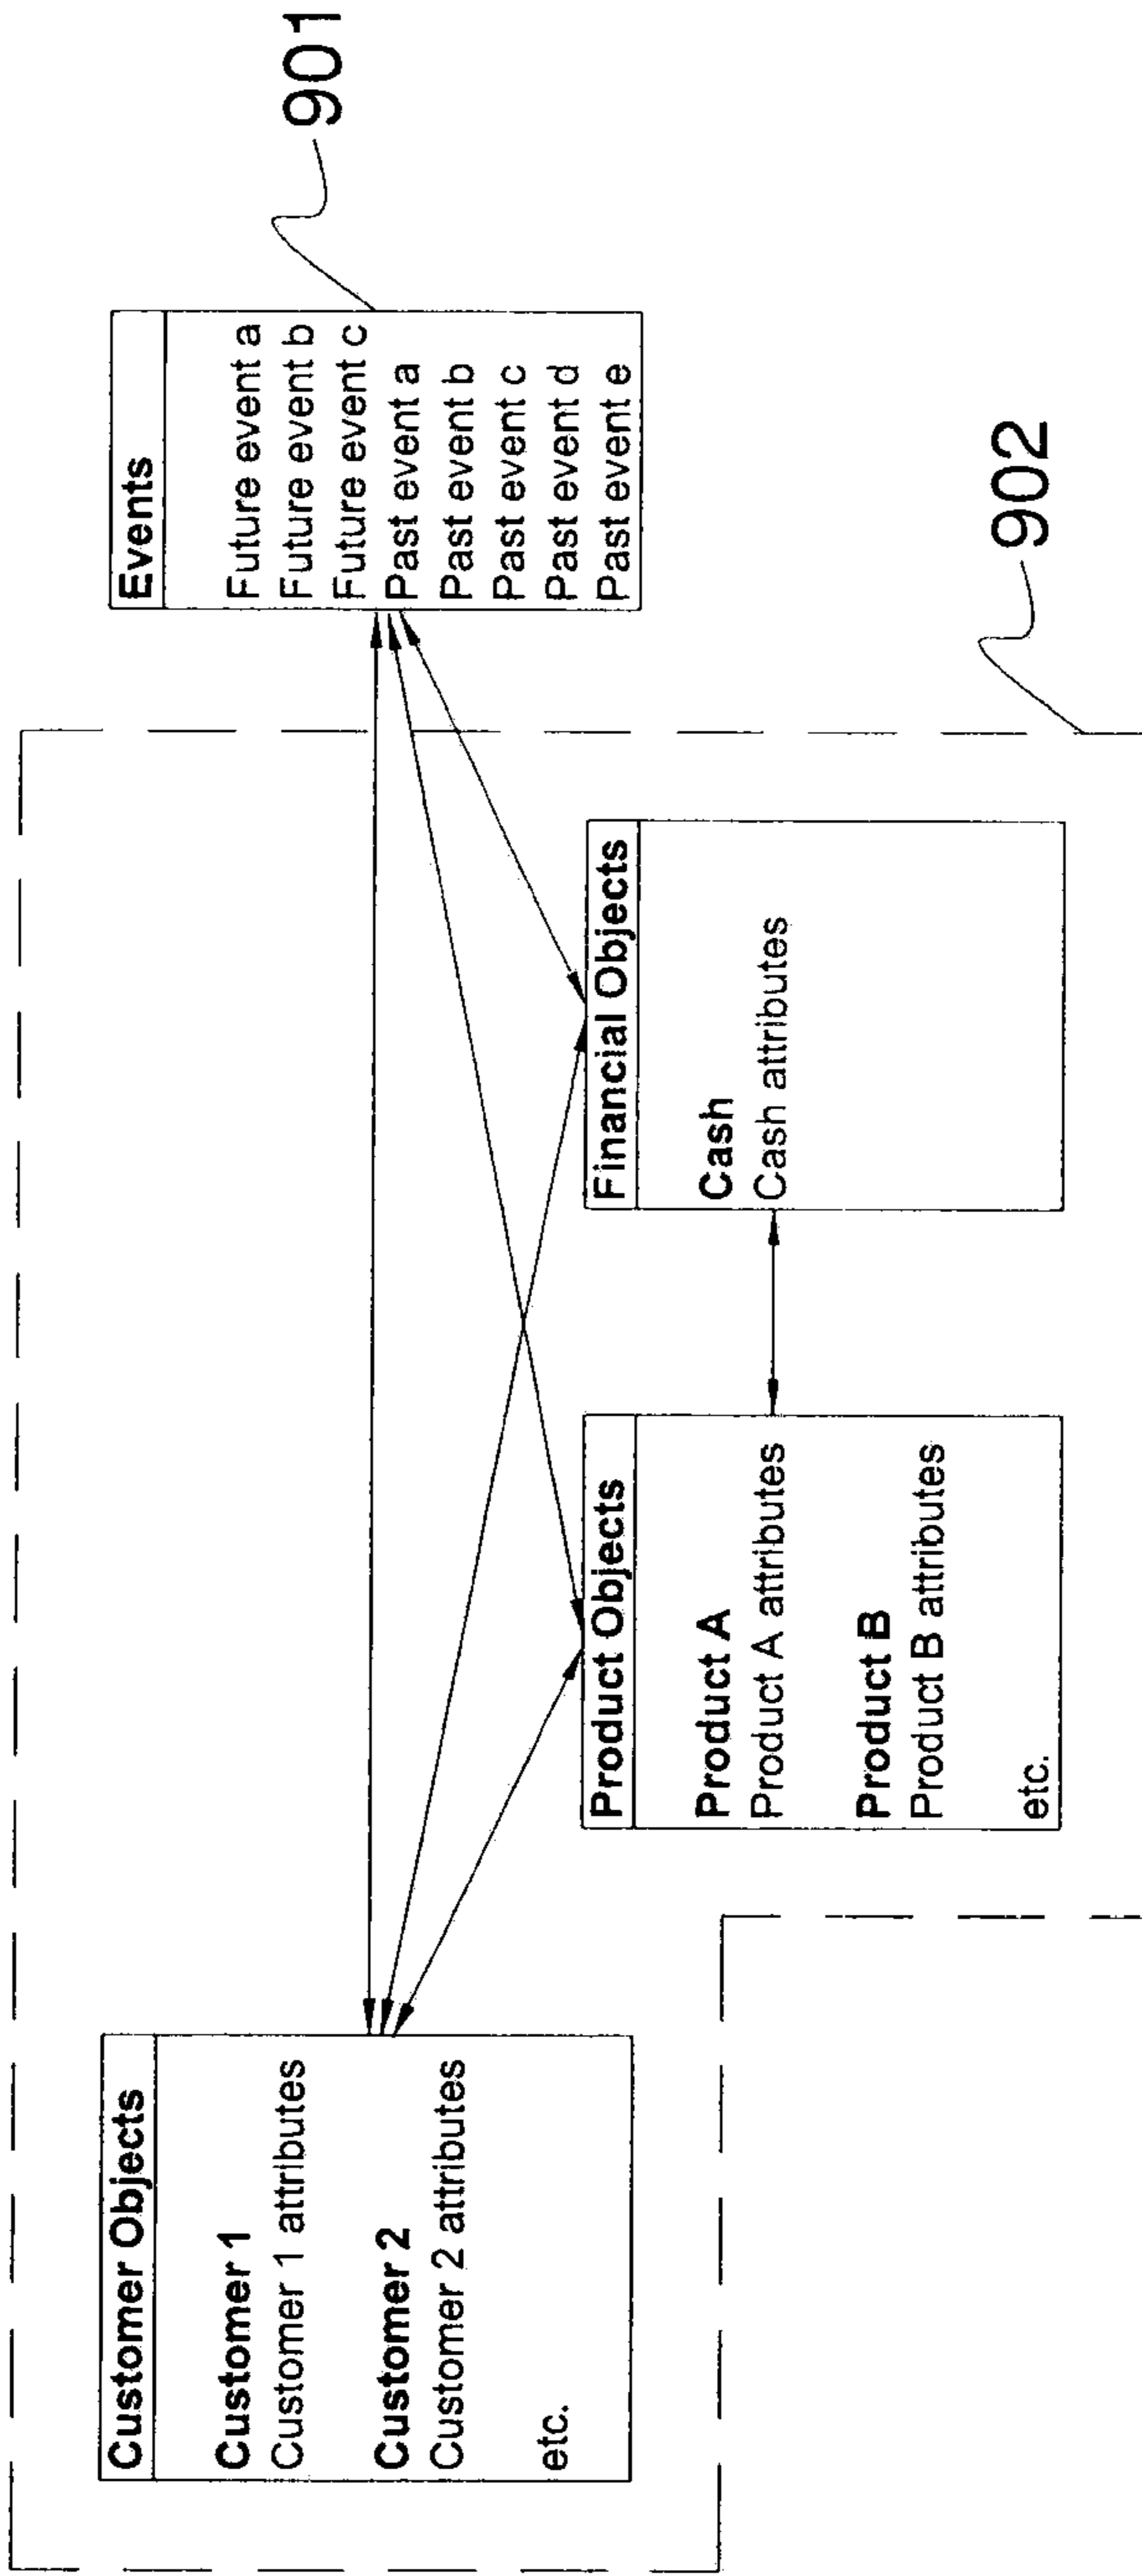 Customer Objects
Customer 1
Customer 1 attributes
Customer 2
Customer 2 attributes
etc.
Product Objects
Product A
Product A attributes
Product B
Product B attributes
etc.
Financial Objects
Cash
Cash attributes
Events
Future event a
Future event b
Future event c
Past event a
Past event b
Past event c
Past event d
Past event e
901
902